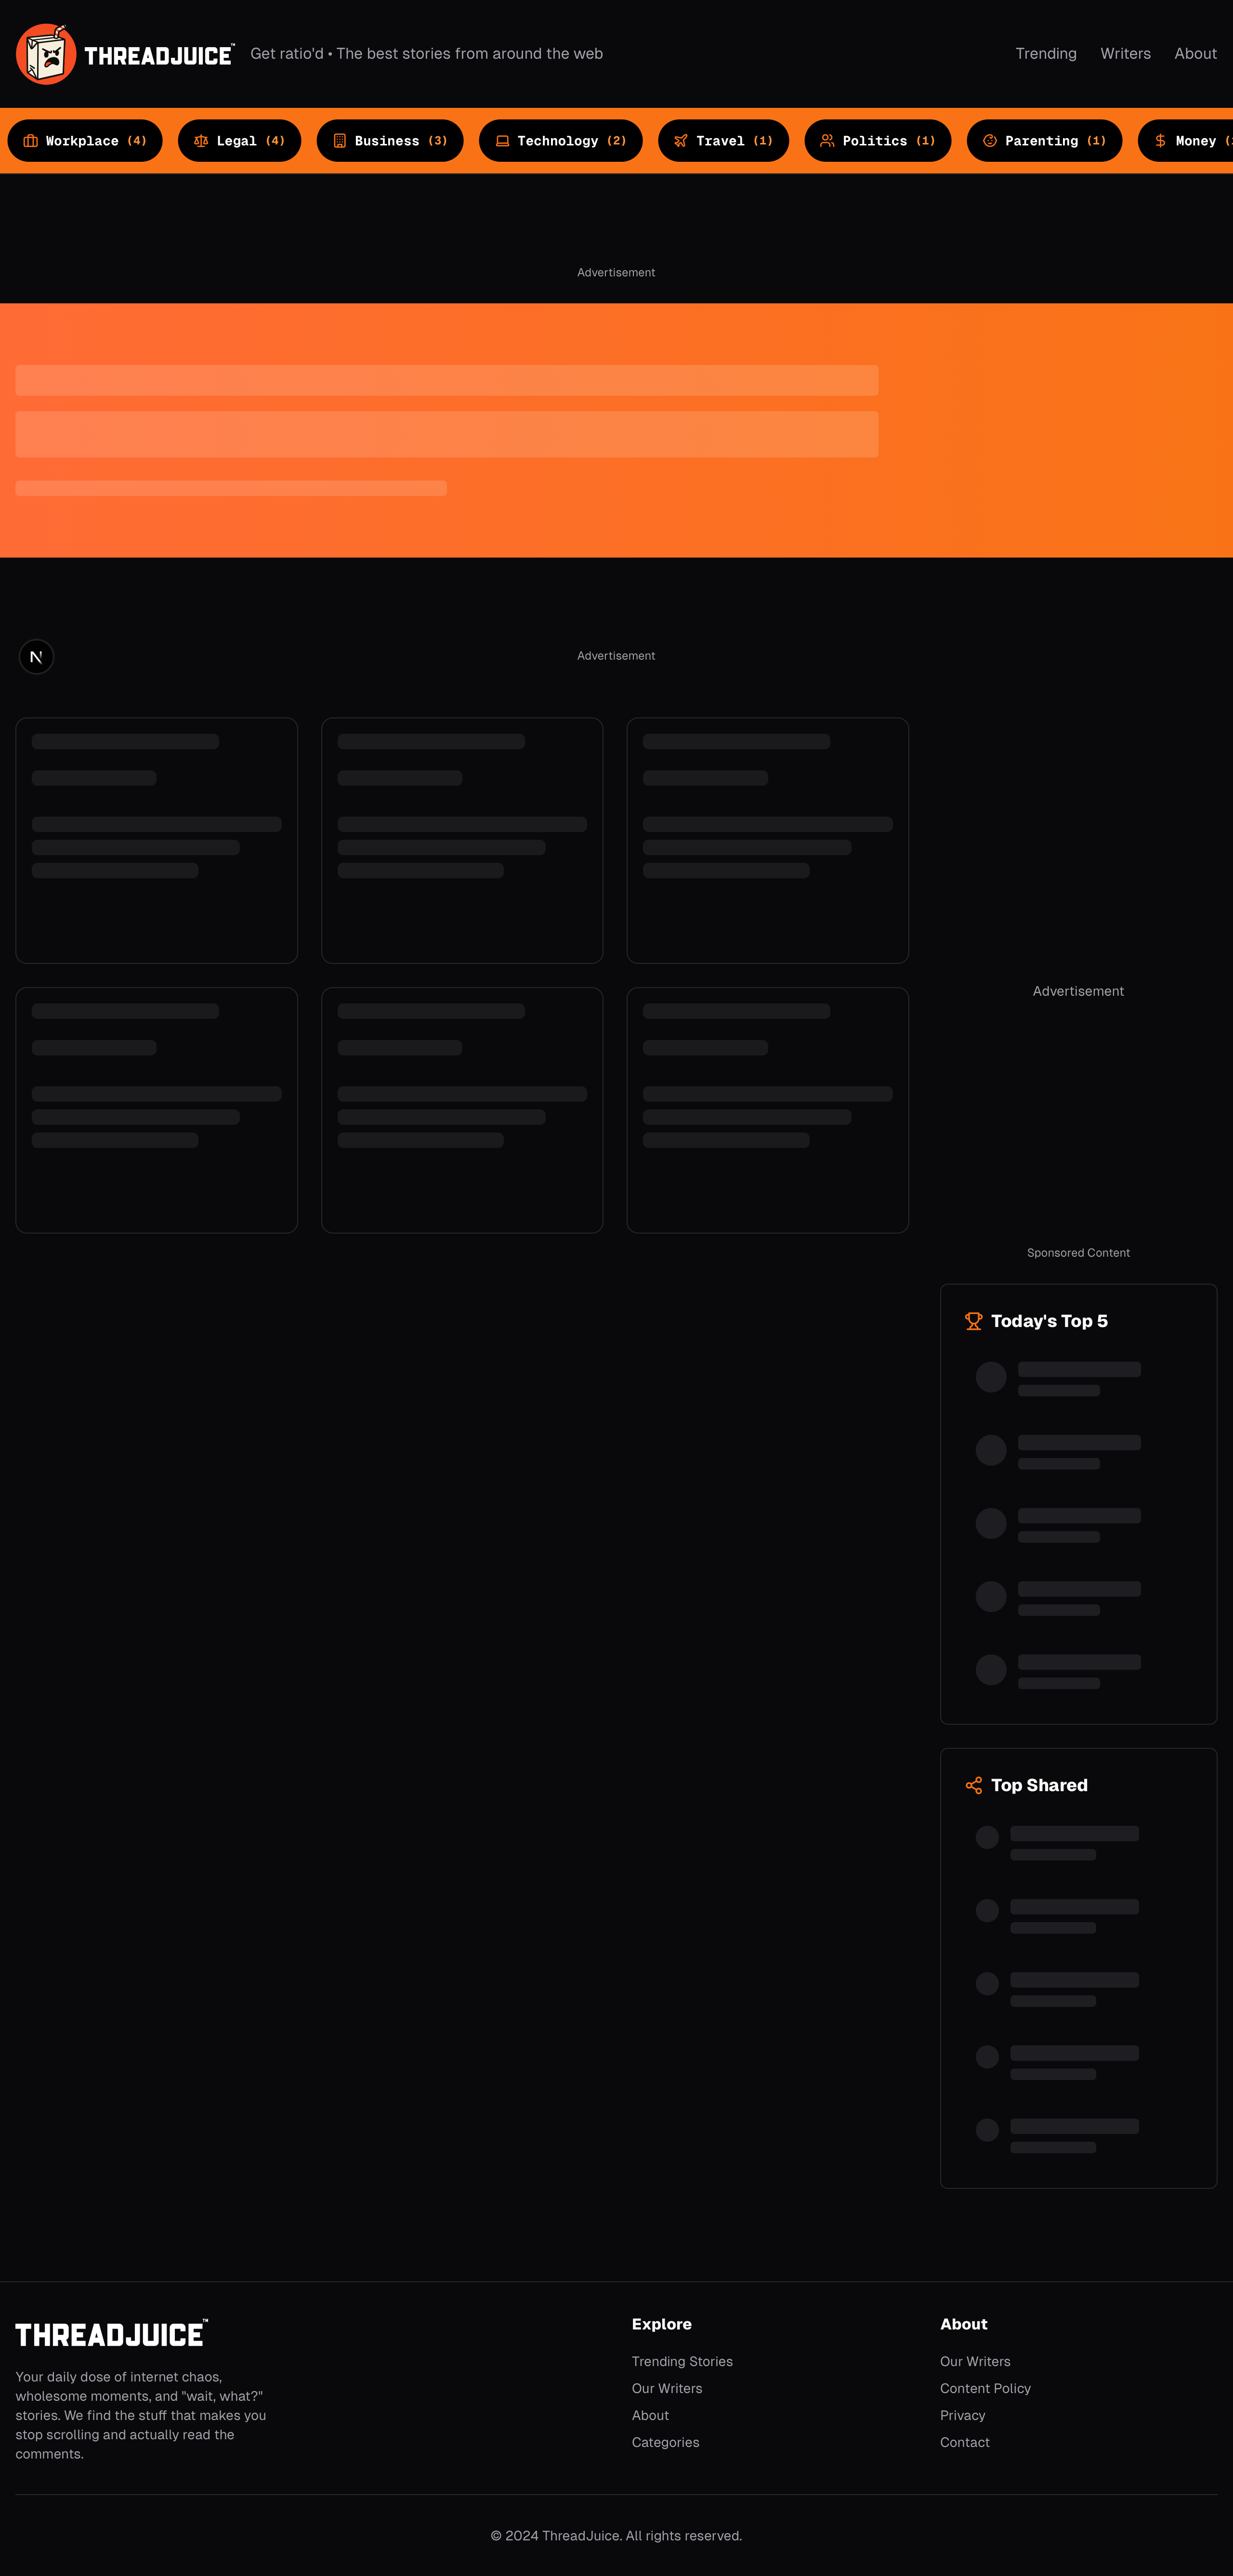 THREADJUICE™
Get ratio'd • The best stories from around the web
Trending
Writers
About
Workplace (4)
Legal (4)
Business (3)
Technology (2)
Travel (1)
Politics (1)
Parenting (1)
Money
Advertisement
N
Advertisement
Advertisement
Sponsored Content
Today's Top 5
Top Shared
THREADJUICE™
Your daily dose of internet chaos,
wholesome moments, and "wait, what?"
stories. We find the stuff that makes you
stop scrolling and actually read the
comments.
Explore
Trending Stories
Our Writers
About
Categories
About
Our Writers
Content Policy
Privacy
Contact
© 2024 ThreadJuice. All rights reserved.